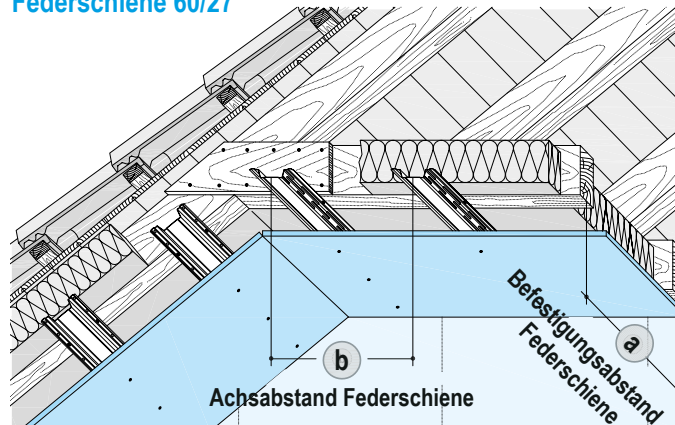 Federschiene 60/27
Befestigungsabstand
Federschiene
a
b
Achsabstand Federschiene